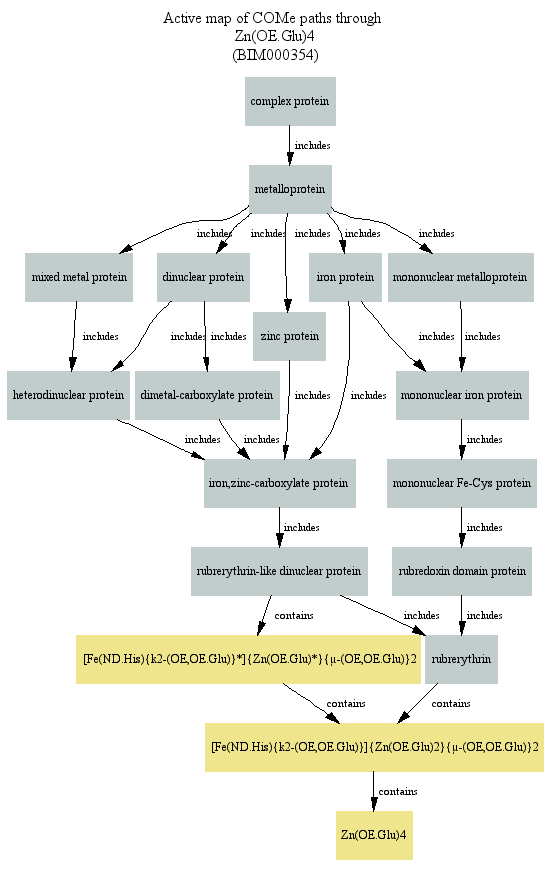 Active map of COMe paths through
Zn(OE.Glu)4
(BIM000354)
complex protein
includes
metalloprotein
includes includes includes includes includes
mixed metal protein dinuclear protein iron protein mononuclear metalloprotein
zinc protein
includes includes includes includes includes
heterodinuclear protein dimetal-carboxylate protein mononuclear iron protein
includes includes
includes includes includes
iron,zinc-carboxylate protein mononuclear Fe-Cys protein
includes includes
rubrerythrin-like dinuclear protein rubredoxin domain protein
contains includes includes
[Fe(ND.His){k2-(OE,OE.Glu)}*]{Zn(OE.Glu)*}{μ-(OE,OE.Glu)}2 rubrerythrin
contains contains
[Fe(ND.His){k2-(OE,OE.Glu)}]{Zn(OE.Glu)2}{μ-(OE,OE.Glu)}2
contains
Zn(OE.Glu)4